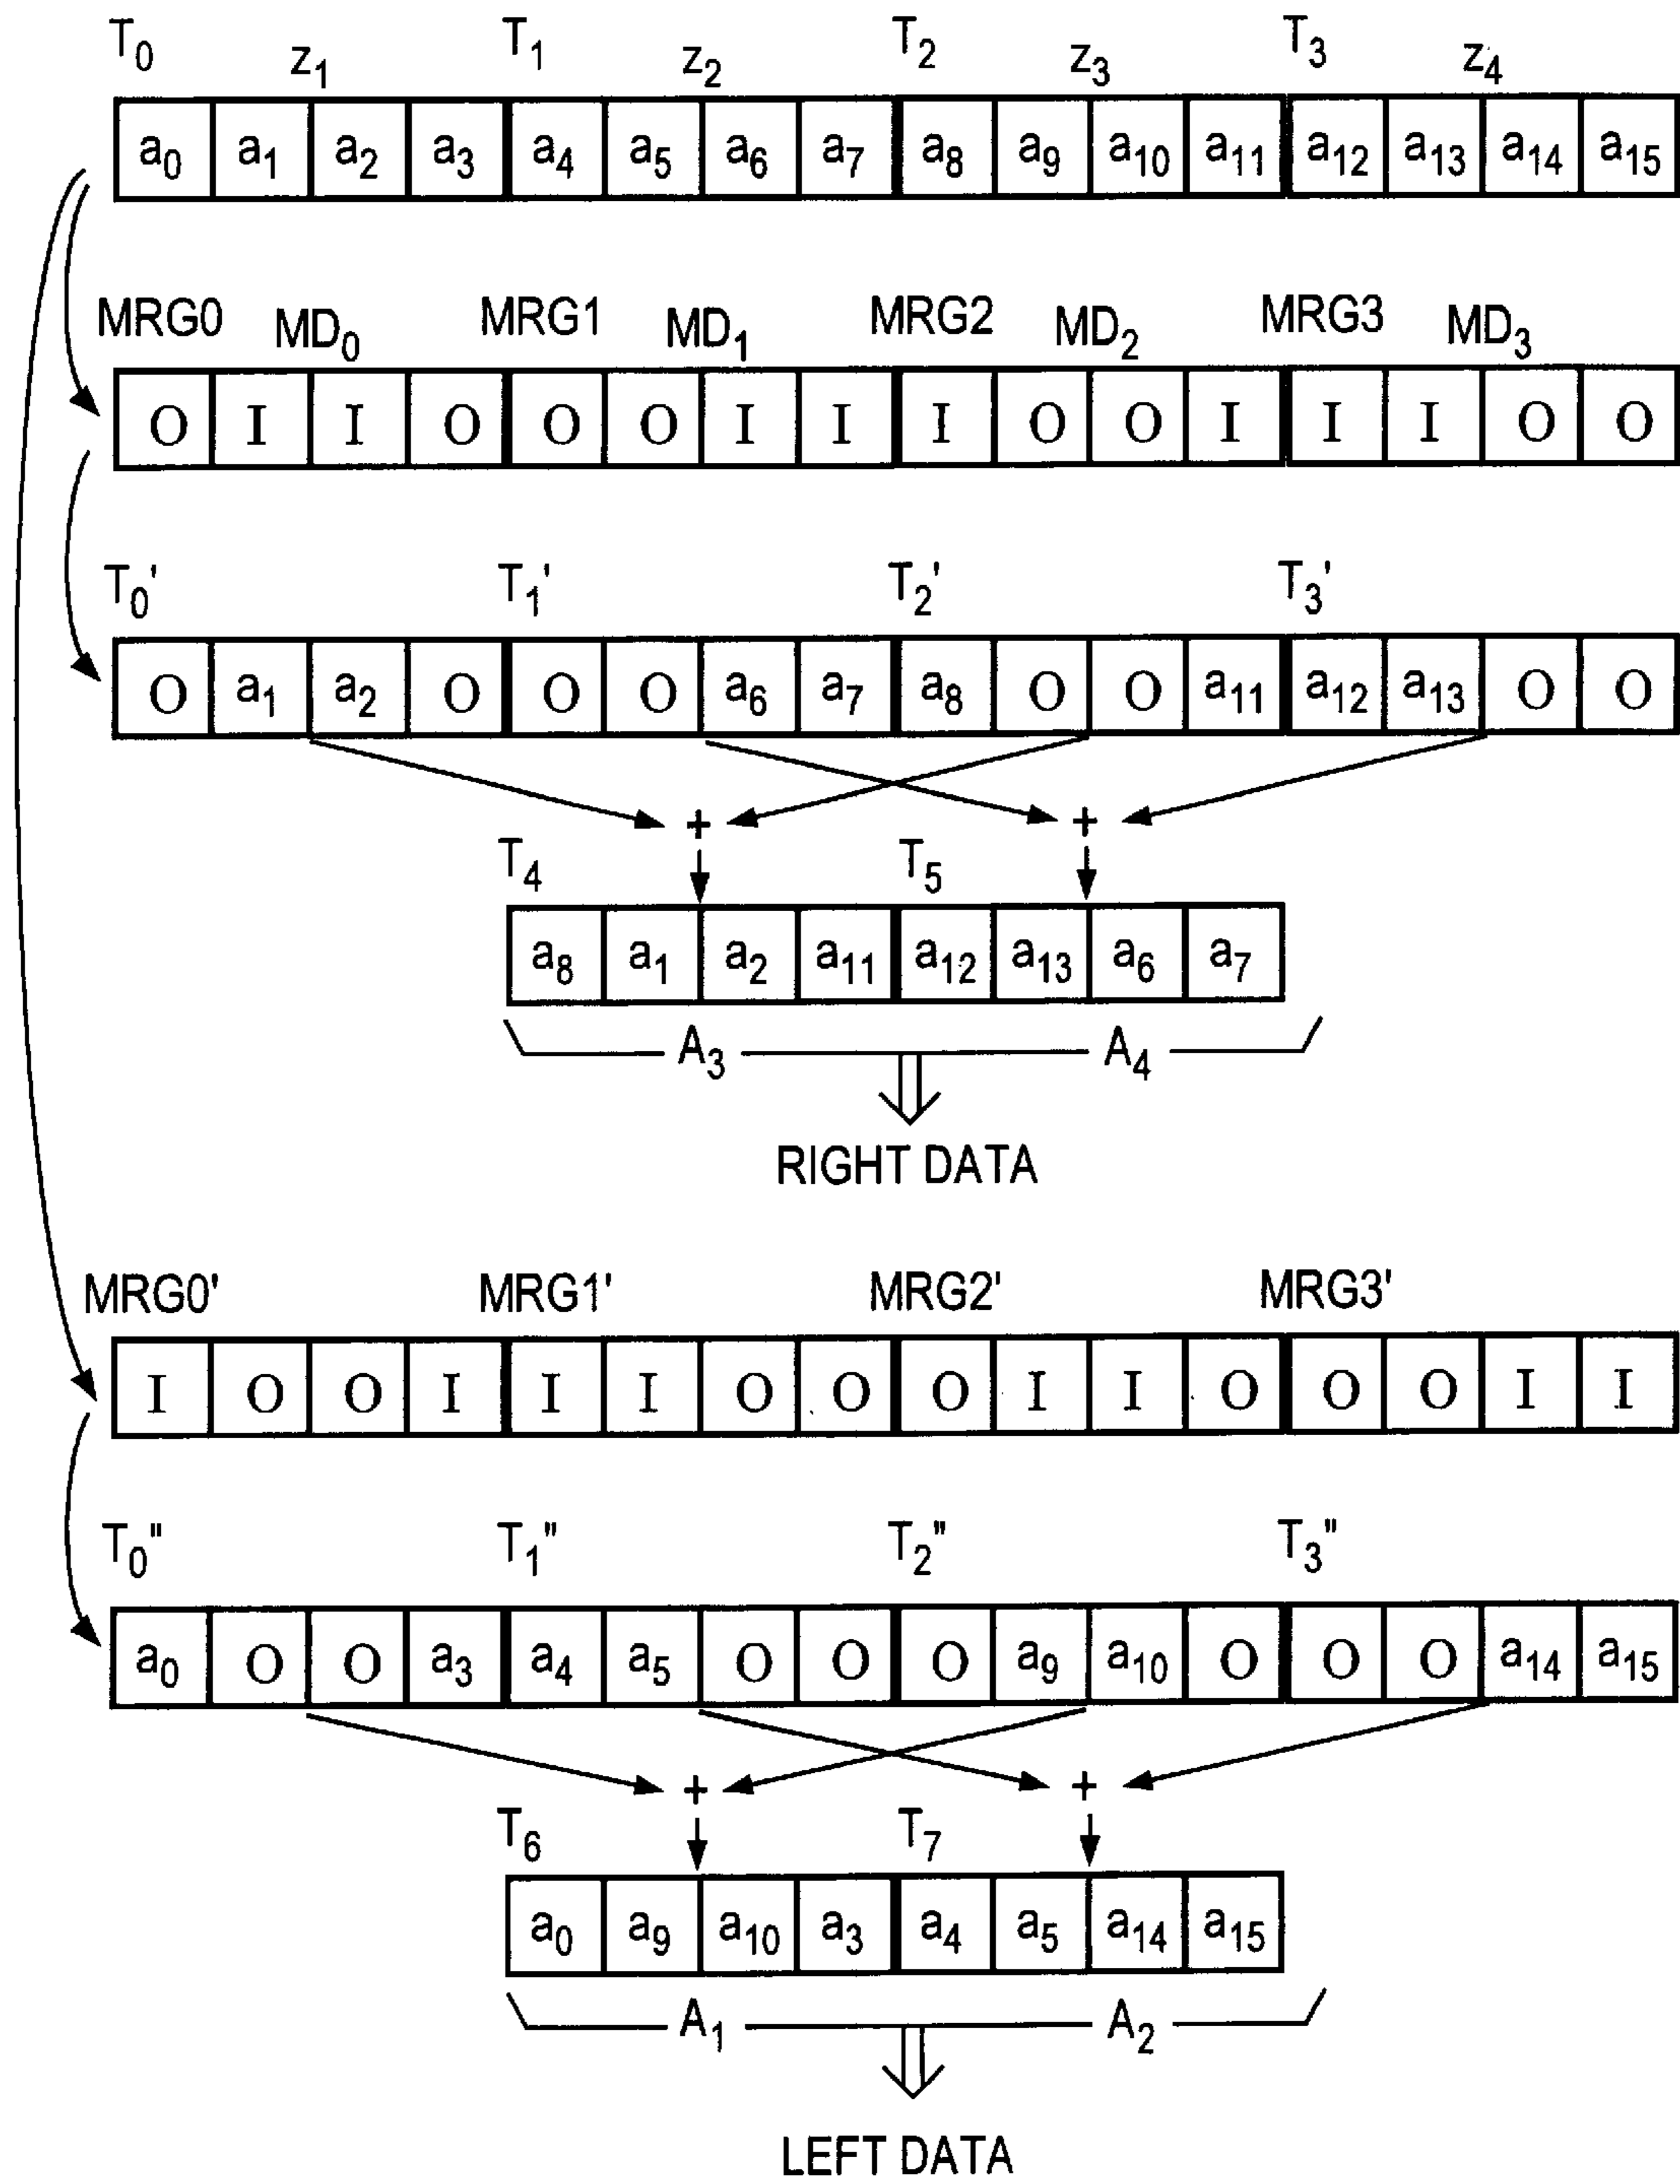 T0 z1 T1 z2 T2 z3 T3 z4
a0 a1 a2 a3 a4 a5 a6 a7 a8 a9 a10 a11 a12 a13 a14 a15
MRG0 MD0 MRG1 MD1 MRG2 MD2 MRG3 MD3
O I I O O O I I I O O I I I O O
T0' T1' T2' T3'
O a1 a2 O O O a6 a7 a8 O O a11 a12 a13 O O
+ +
T4 T5
a8 a1 a2 a11 a12 a13 a6 a7
A3 A4
RIGHT DATA
MRG0' MRG1' MRG2' MRG3'
I O O I I I O O O I I O O O I I
T0" T1" T2" T3"
a0 O O a3 a4 a5 O O O a9 a10 O O O a14 a15
+ +
T6 T7
a0 a9 a10 a3 a4 a5 a14 a15
A1 A2
LEFT DATA